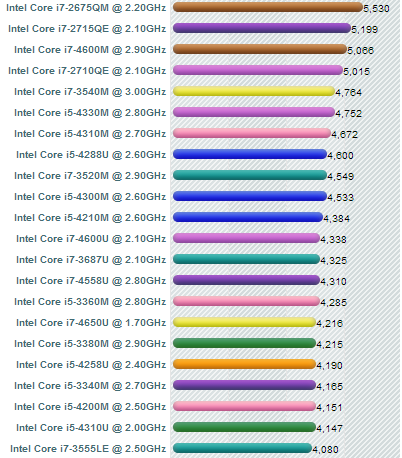 Intel Core i7-2675QM @ 2.20GHz 5,530
Intel Core i7-2715QE @ 2.10GHz 5,199
Intel Core i7-4600M @ 2.90GHz 5,066
Intel Core i7-2710QE @ 2.10GHz 5,015
Intel Core i7-3540M @ 3.00GHz 4,764
Intel Core i5-4330M @ 2.80GHz 4,752
Intel Core i5-4310M @ 2.70GHz 4,672
Intel Core i5-4288U @ 2.60GHz 4,600
Intel Core i7-3520M @ 2.90GHz 4,549
Intel Core i5-4300M @ 2.60GHz 4,533
Intel Core i5-4210M @ 2.60GHz 4,384
Intel Core i7-4600U @ 2.10GHz 4,338
Intel Core i7-3687U @ 2.10GHz 4,325
Intel Core i7-4558U @ 2.80GHz 4,310
Intel Core i5-3360M @ 2.80GHz 4,285
Intel Core i7-4650U @ 1.70GHz 4,216
Intel Core i5-3380M @ 2.90GHz 4,215
Intel Core i5-4258U @ 2.40GHz 4,190
Intel Core i5-3340M @ 2.70GHz 4,165
Intel Core i5-4200M @ 2.50GHz 4,151
Intel Core i5-4310U @ 2.00GHz 4,147
Intel Core i7-3555LE @ 2.50GHz 4,080